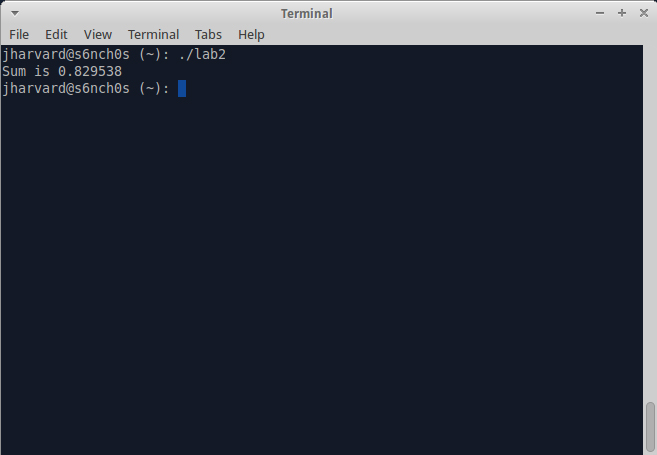 Terminal
File Edit View Terminal Tabs Help
jharvard@s6nch0s (~): ./lab2
Sum is 0.829538
jharvard@s6nch0s (~):